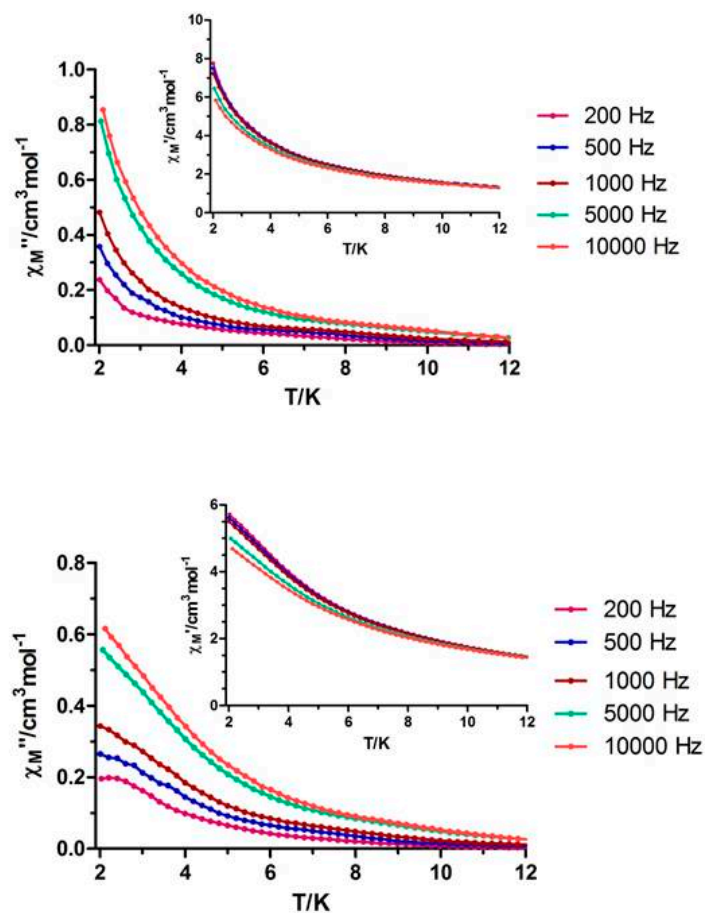 10
8
6
4
2
0
χM'/cm³mol⁻¹
2 4 6 8 10 12
T/K
1.0
0.8
0.6
0.4
0.2
0.0
χM''/cm³mol⁻¹
2 4 6 8 10 12
T/K
200 Hz
500 Hz
1000 Hz
5000 Hz
10000 Hz
6
5
4
3
2
1
0
χM'/cm³mol⁻¹
2 4 6 8 10 12
T/K
0.8
0.6
0.4
0.2
0.0
χM''/cm³mol⁻¹
2 4 6 8 10 12
T/K
200 Hz
500 Hz
1000 Hz
5000 Hz
10000 Hz